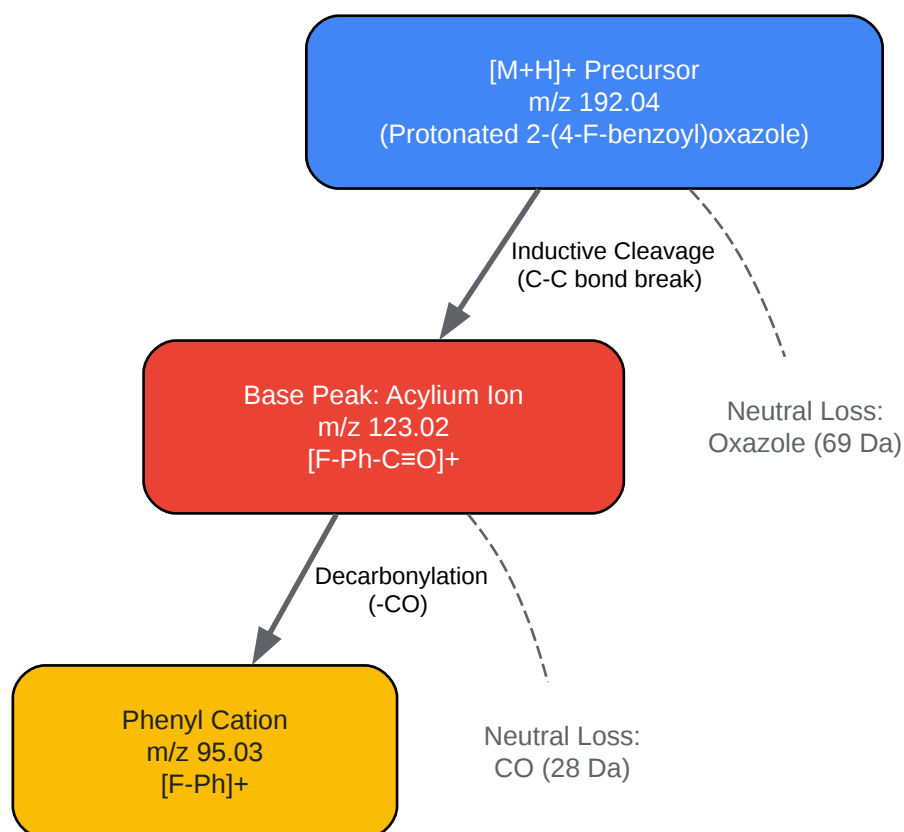 [M+H]+ Precursor
m/z 192.04
(Protonated 2-(4-F-benzoyl)oxazole)
Inductive Cleavage
(C-C bond break)
Neutral Loss:
Oxazole (69 Da)
Base Peak: Acylium Ion
m/z 123.02
[F-Ph-C≡O]+
Decarbonylation
(-CO)
Neutral Loss:
CO (28 Da)
Phenyl Cation
m/z 95.03
[F-Ph]+